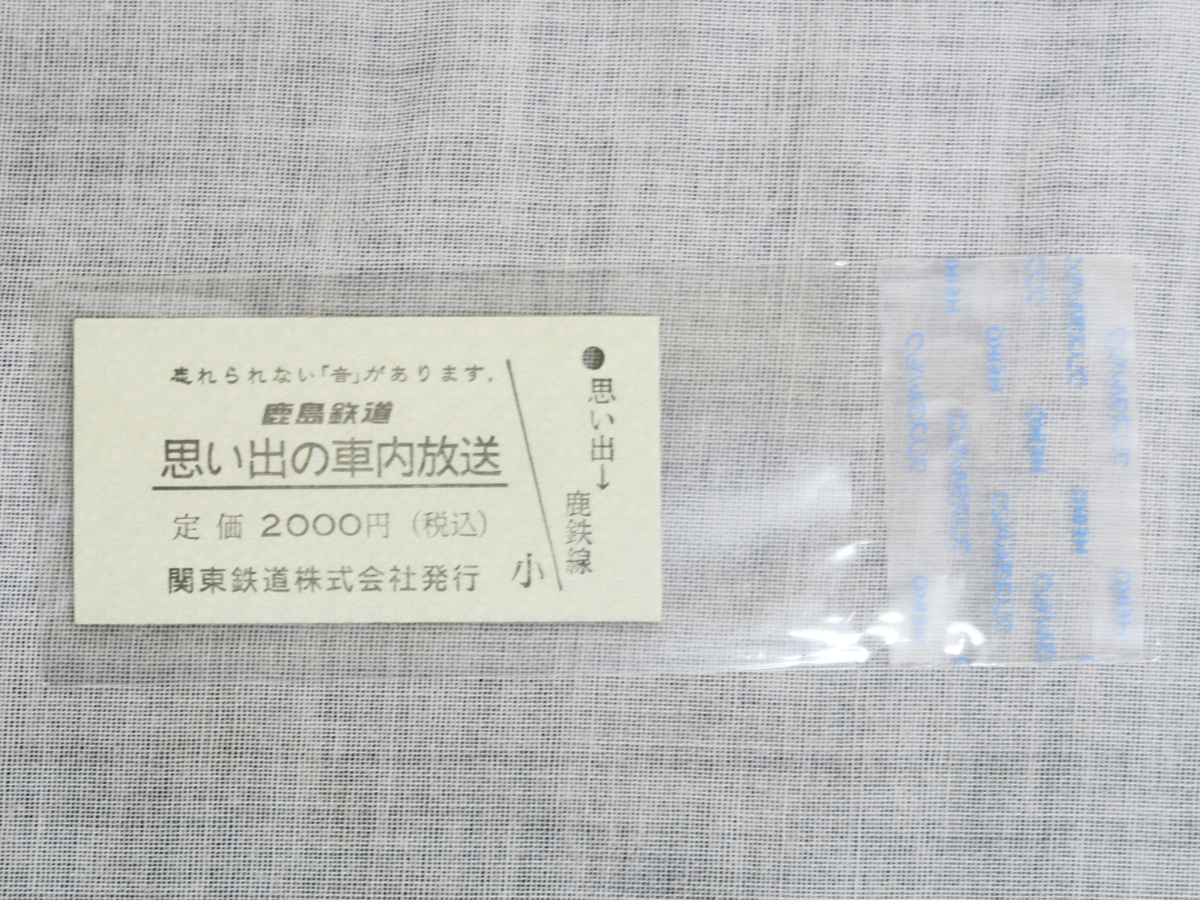 忘れられない「音」があります。
鹿島鉄道
思い出の車内放送
定価 2000円 (税込)
関東鉄道株式会社発行
小
●思い出→
鹿鉄線